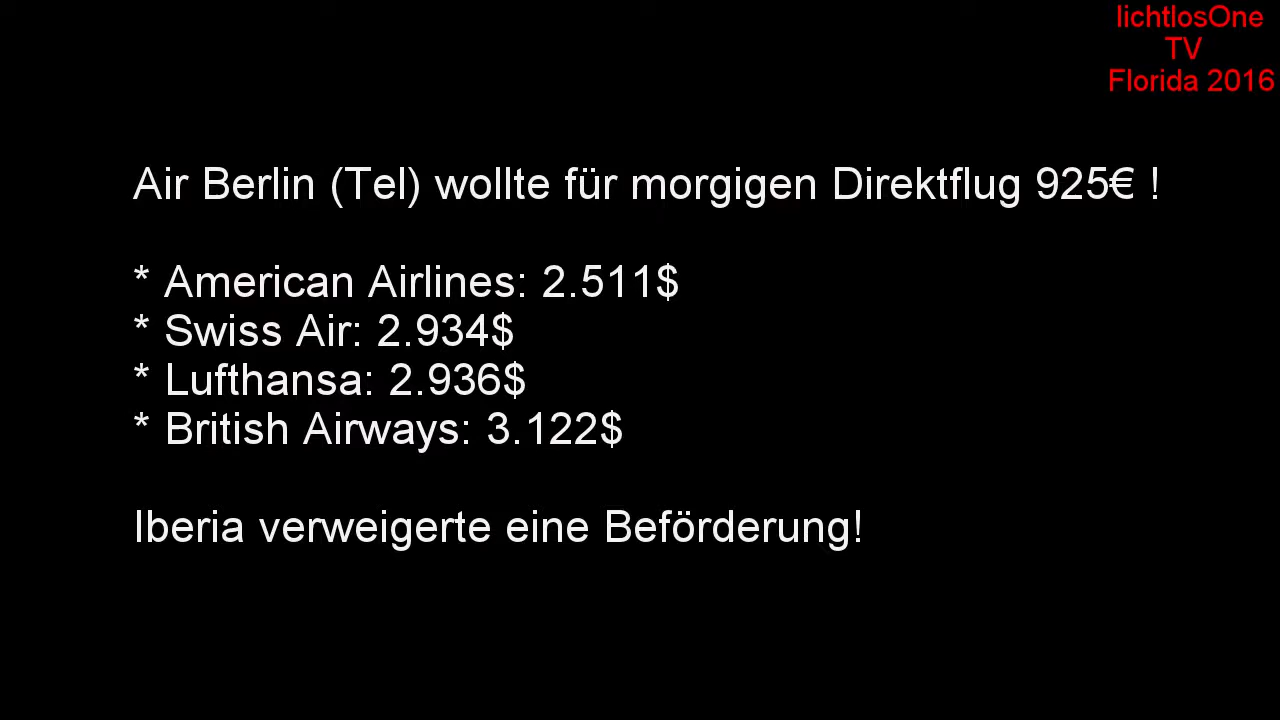 lichtlosOne
TV
Florida 2016
Air Berlin (Tel) wollte für morgigen Direktflug 925€ !
* American Airlines: 2.511$
* Swiss Air: 2.934$
* Lufthansa: 2.936$
* British Airways: 3.122$
Iberia verweigerte eine Beförderung!